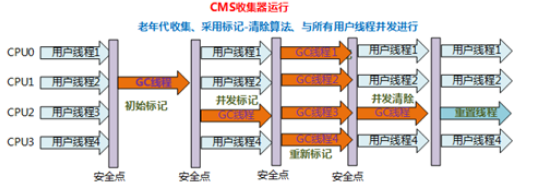 CMS收集器运行
老年代收集、采用标记-清除算法、与所有用户线程并发进行
CPU0 用户线程1 用户线程1 GC线程1 用户线程1 用户线程1
CPU1 用户线程2 GC线程 用户线程2 GC线程2 用户线程2 用户线程2
初始标记 并发标记 并发清除
CPU2 用户线程3 GC线程 GC线程3 GC线程 重置线程
CPU3 用户线程4 用户线程4 GC线程4 用户线程4 用户线程4
重新标记
安全点 安全点 安全点 安全点 安全点